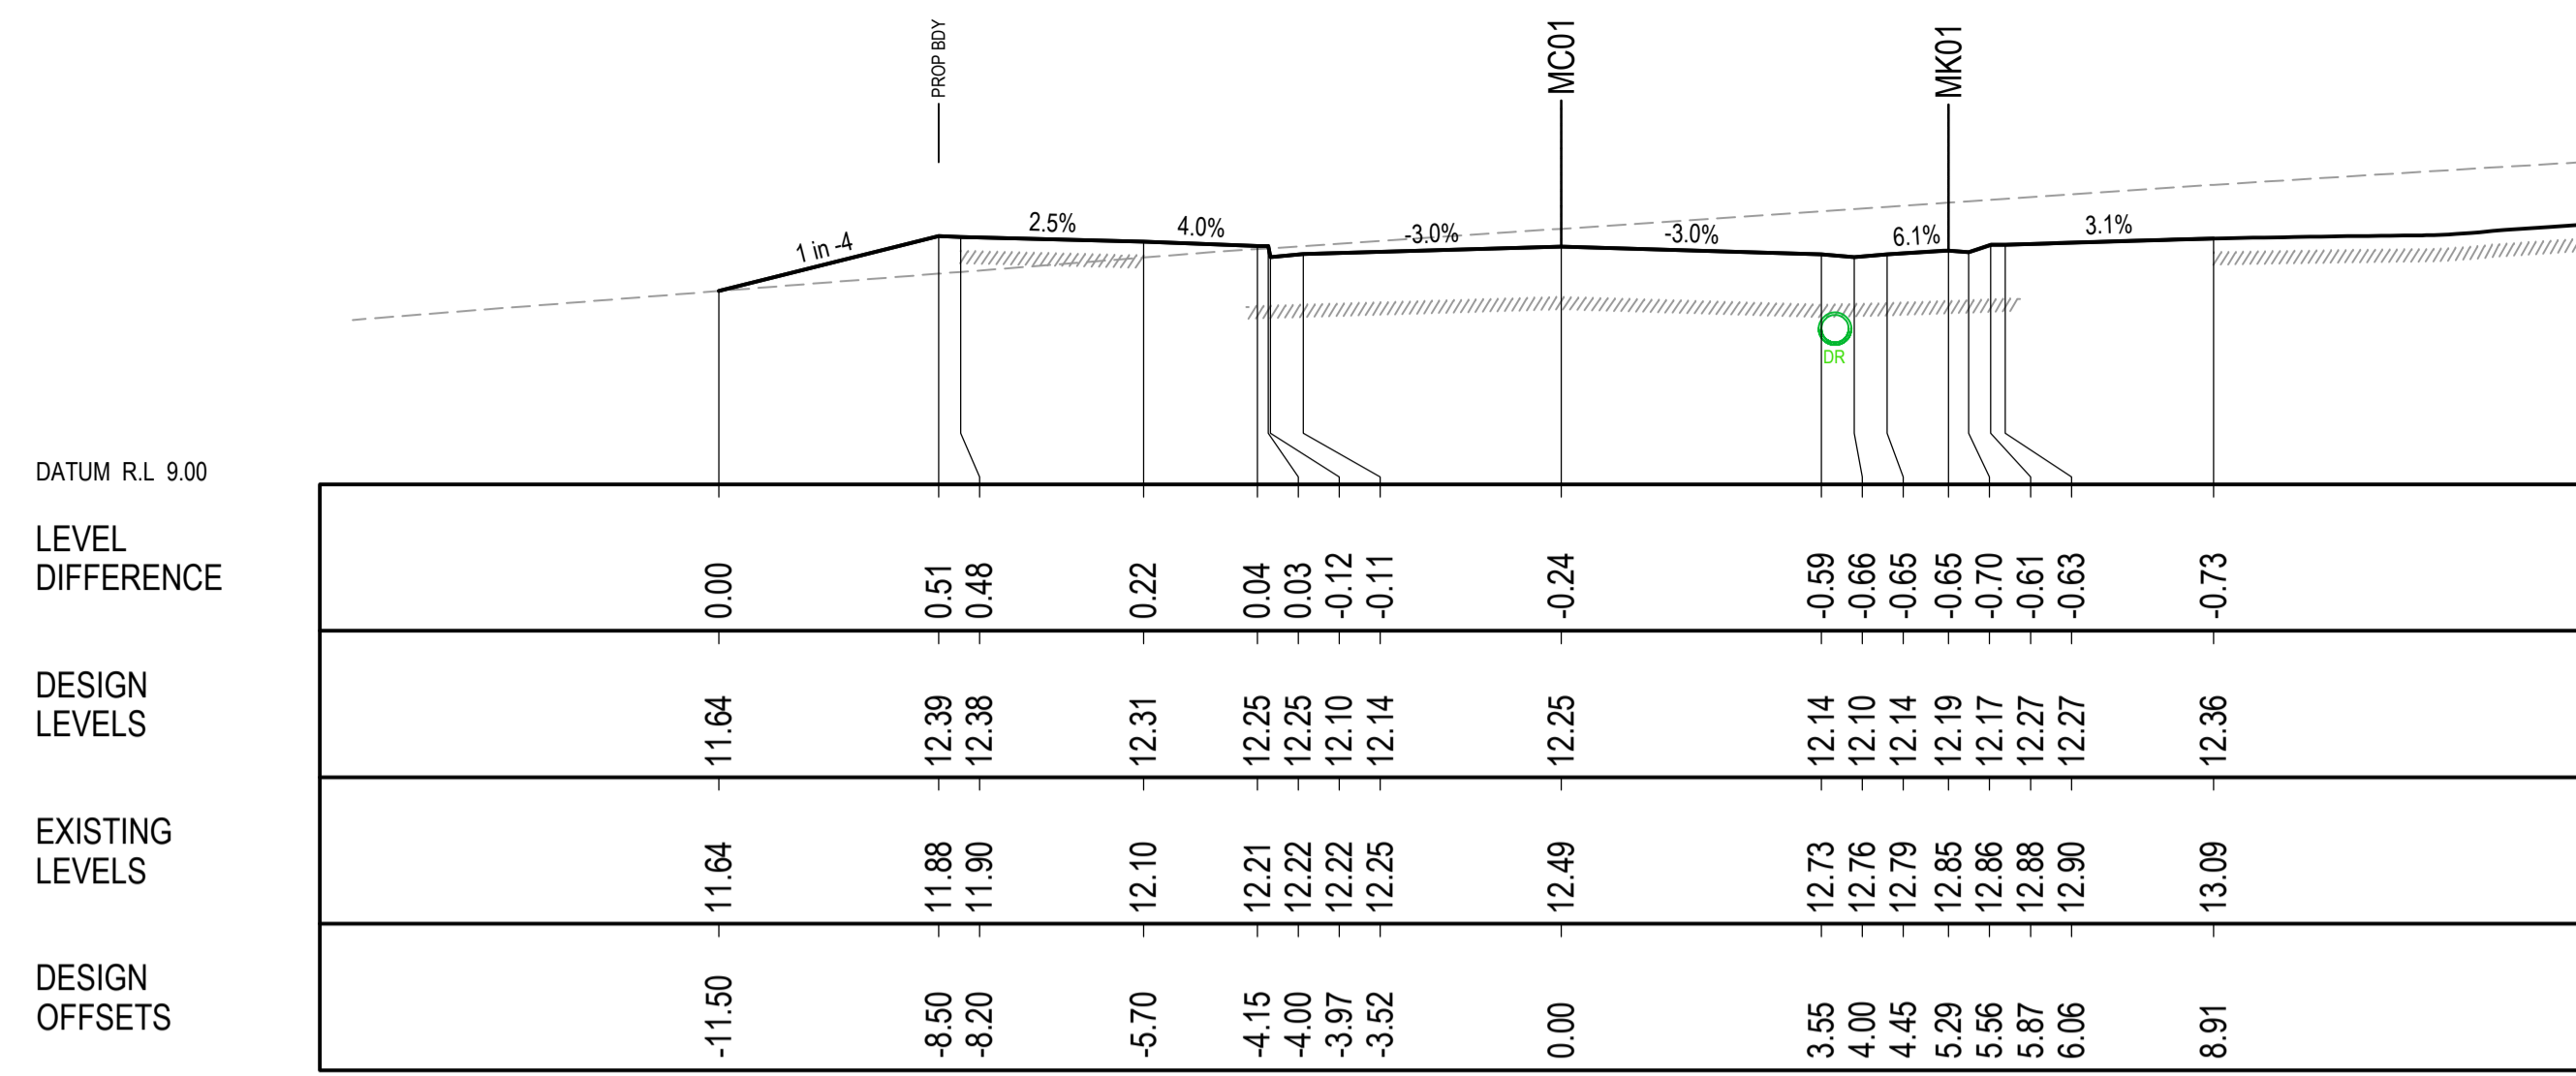 PROP BDY
MC01
MK01
1 in -4
2.5%
4.0%
-3.0%
-3.0%
6.1%
3.1%
DR
DATUM R.L 9.00
LEVEL
DIFFERENCE
0.00 0.51 0.48 0.22 0.04 0.03 -0.12 -0.11 -0.24 -0.59 -0.66 -0.65 -0.65 -0.70 -0.61 -0.63 -0.73
DESIGN
LEVELS
11.64 12.39 12.38 12.31 12.25 12.25 12.10 12.14 12.25 12.14 12.10 12.14 12.19 12.17 12.27 12.27 12.36
EXISTING
LEVELS
11.64 11.88 11.90 12.10 12.21 12.22 12.22 12.25 12.49 12.73 12.76 12.79 12.85 12.86 12.88 12.90 13.09
DESIGN
OFFSETS
-11.50 -8.50 -8.20 -5.70 -4.15 -4.00 -3.97 -3.52 0.00 3.55 4.00 4.45 5.29 5.56 5.87 6.06 8.91